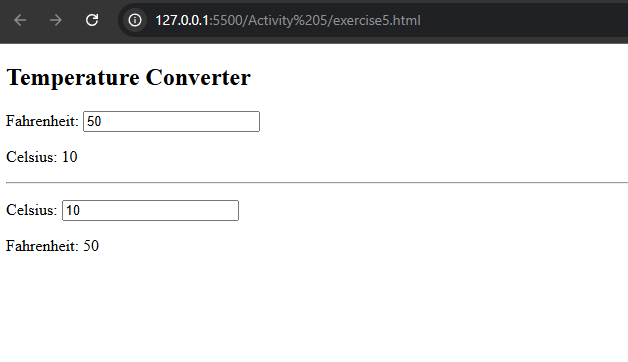 127.0.0.1:5500/Activity%205/exercise5.html
Temperature Converter
Fahrenheit: 50
Celsius: 10
Celsius: 10
Fahrenheit: 50